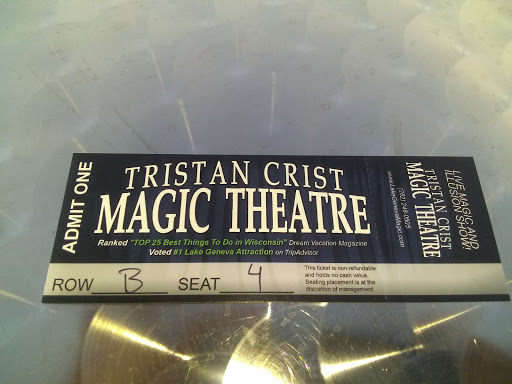 ADMIT ONE
TRISTAN CRIST
MAGIC THEATRE
Ranked "TOP 25 Best Things To Do in Wisconsin" Dream Vacation Magazine
Voted #1 Lake Geneva Attraction on TripAdvisor
ROW B SEAT 4
This ticket is non-refundable
and holds no cash value.
Seating placement is at the
discretion of management.
LIVE MAGIC AND
ILLUSION SHOW!
TRISTAN CRIST
MAGIC THEATRE